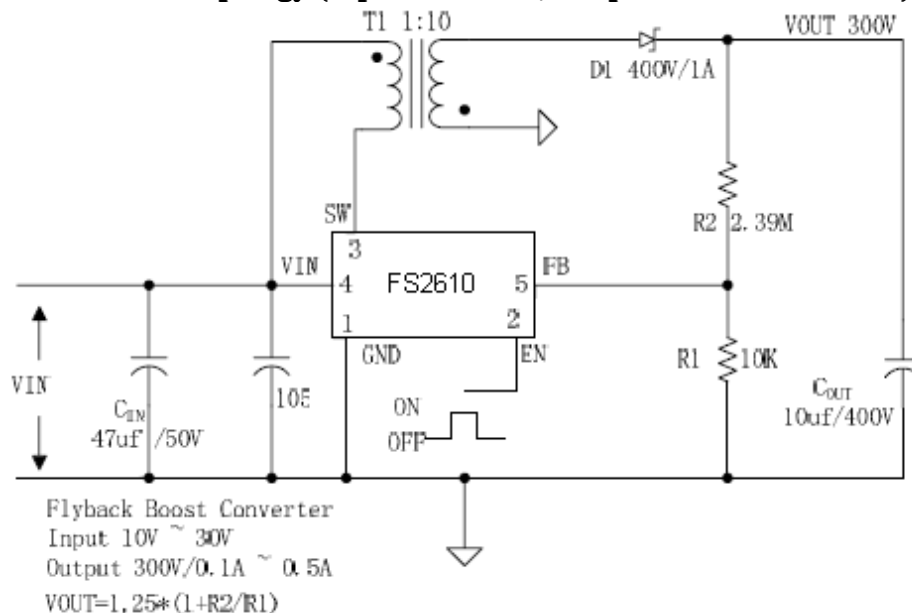 T1 1:10
VOUT 300V
D1 400V/1A
SW
3
R2 2.39M
VIN
4
FS2610
5
FB
1
2
GND
EN
R1
10K
VIN
105
CIN
47uf /50V
ON
OFF
COUT
10uf/400V
Flyback Boost Converter
Input 10V ~ 30V
Output 300V/0.1A ~ 0.5A
VOUT=1.25*(1+R2/R1)